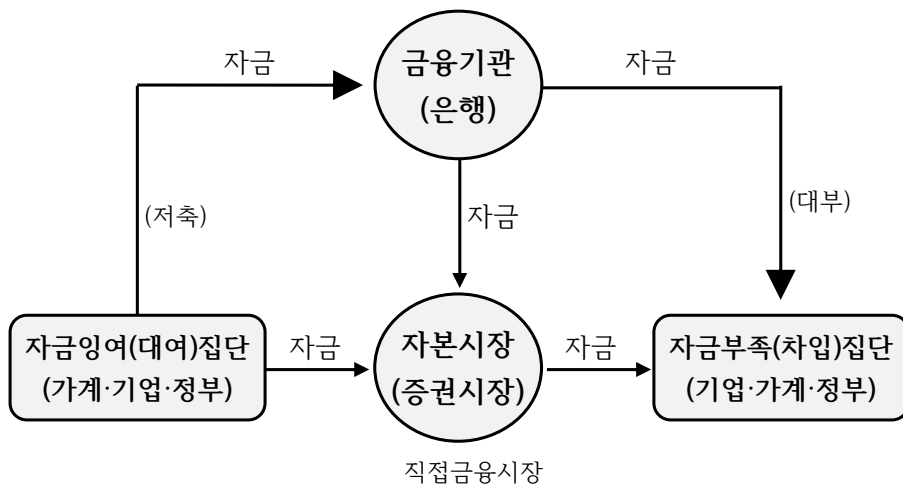 자금
금융기관
(은행)
자금
(저축)
자금
(대부)
자금잉여(대여)집단
(가계·기업·정부)
자금
자본시장
(증권시장)
자금
자금부족(차입)집단
(기업·가계·정부)
직접금융시장